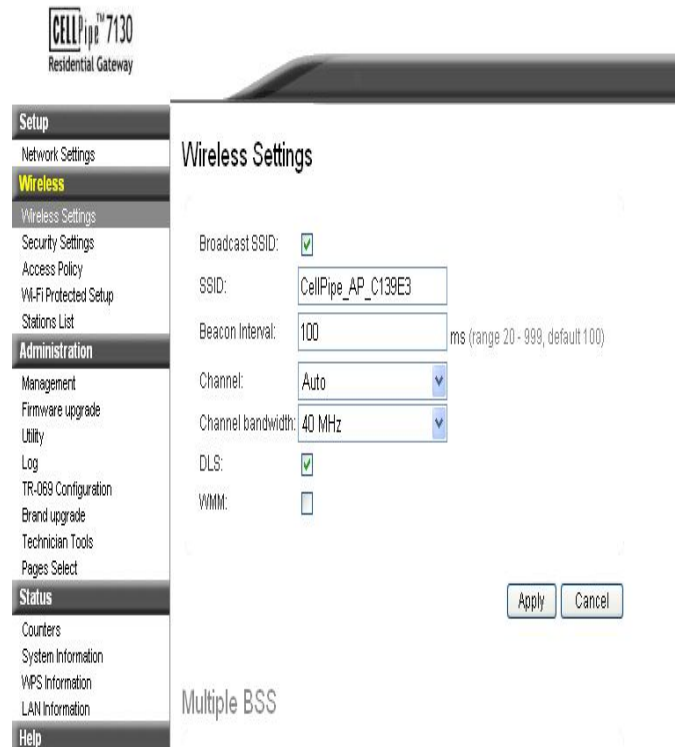 CELLPipe™ 7130
Residential Gateway
Setup
Network Settings
Wireless
Wireless Settings
Security Settings
Access Policy
Wi-Fi Protected Setup
Stations List
Administration
Management
Firmware upgrade
Utility
Log
TR-069 Configuration
Brand upgrade
Technician Tools
Pages Select
Status
Counters
System Information
WPS Information
LAN Information
Help
Wireless Settings
Broadcast SSID:
SSID: CellPipe_AP_C139E3
Beacon Interval: 100 ms (range 20 - 999, default 100)
Channel: Auto
Channel bandwidth: 40 MHz
DLS:
WMM:
Apply Cancel
Multiple BSS